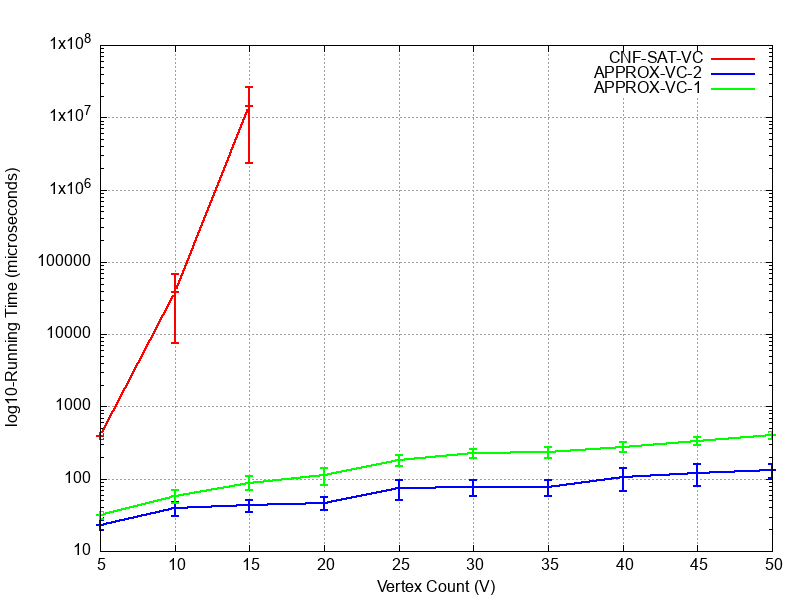 1x10^8
1x10^7
1x10^6
100000
10000
1000
100
10
5 10 15 20 25 30 35 40 45 50
log10-Running Time (microseconds)
Vertex Count (V)
CNF-SAT-VC
APPROX-VC-2
APPROX-VC-1